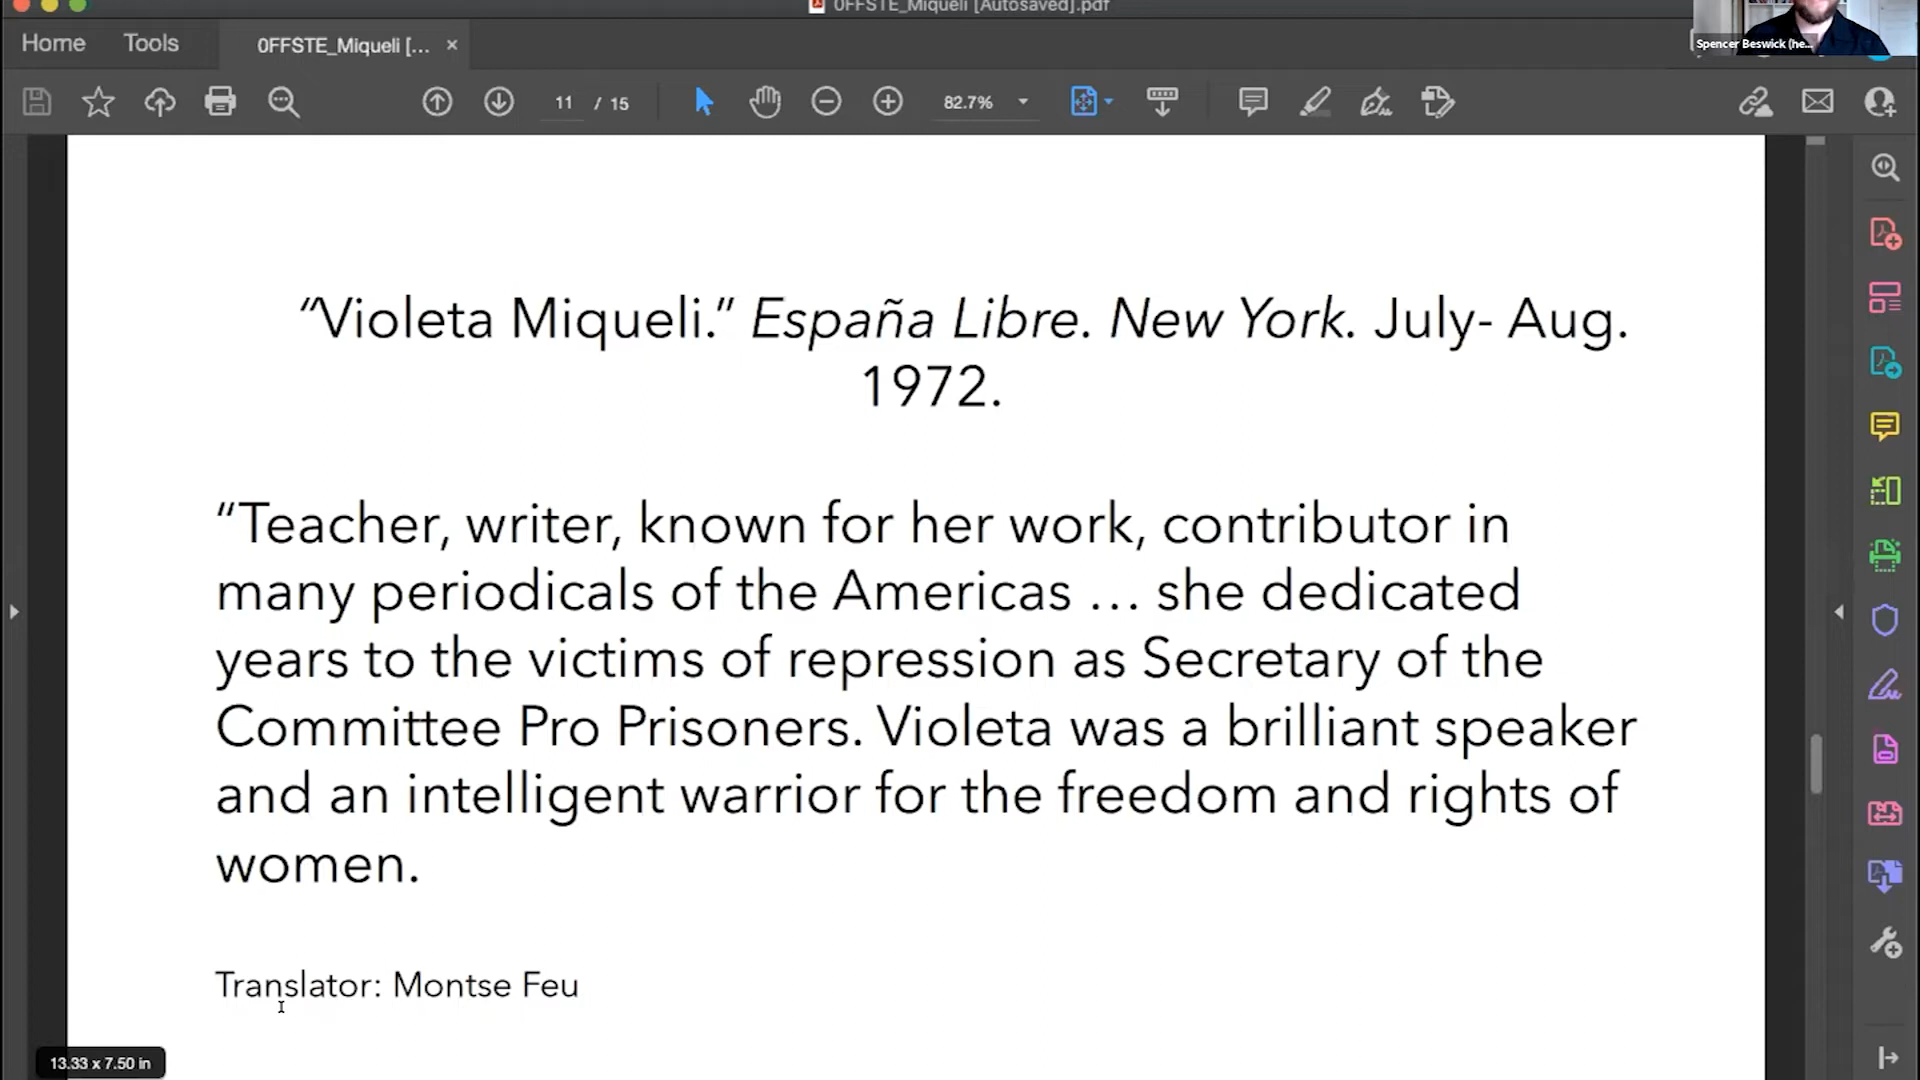 0FFSTE_Miqueli [Autosaved].pdf
Home
Tools
0FFSTE_Miqueli [...
Spencer Beswick (he...
11 / 15
82.7%
“Violeta Miqueli.” España Libre. New York. July- Aug.
1972.
“Teacher, writer, known for her work, contributor in
many periodicals of the Americas … she dedicated
years to the victims of repression as Secretary of the
Committee Pro Prisoners. Violeta was a brilliant speaker
and an intelligent warrior for the freedom and rights of
women.
Translator: Montse Feu
13.33 x 7.50 in